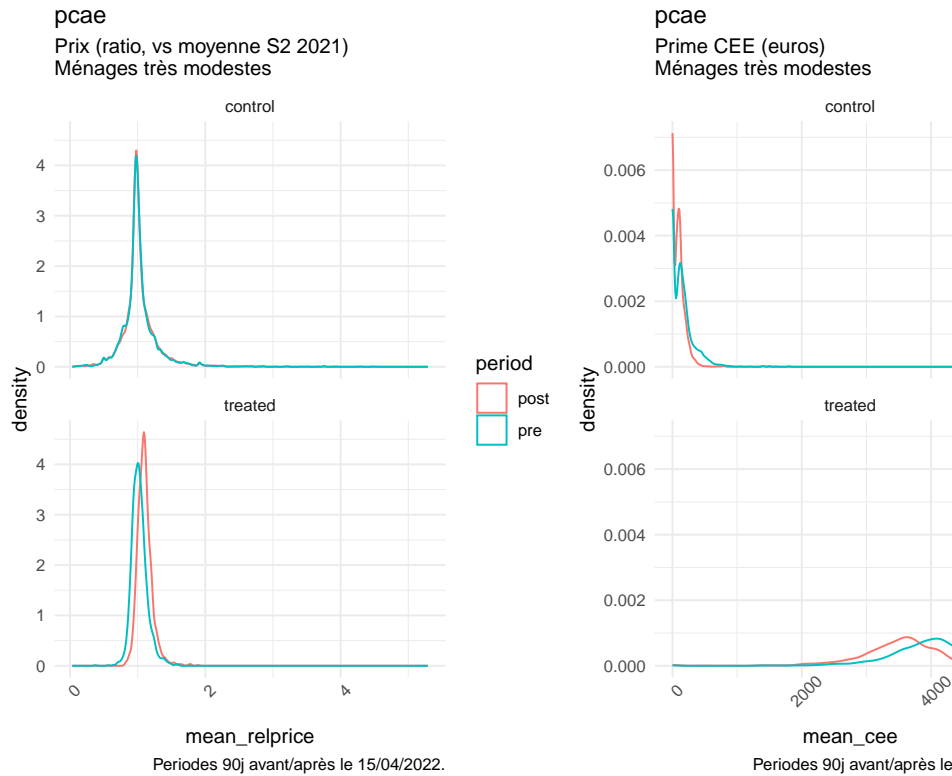 pcae
Prix (ratio, vs moyenne S2 2021)
Ménages très modestes
control
4
3
2
1
0
treated
4
3
2
1
0
density
0
2
4
mean_relprice
Periodes 90j avant/après le 15/04/2022.
period
post
pre
pcae
Prime CEE (euros)
Ménages très modestes
control
0.006
0.004
0.002
0.000
treated
0.006
0.004
0.002
0.000
density
0
2000
4000
mean_cee
Periodes 90j avant/après le